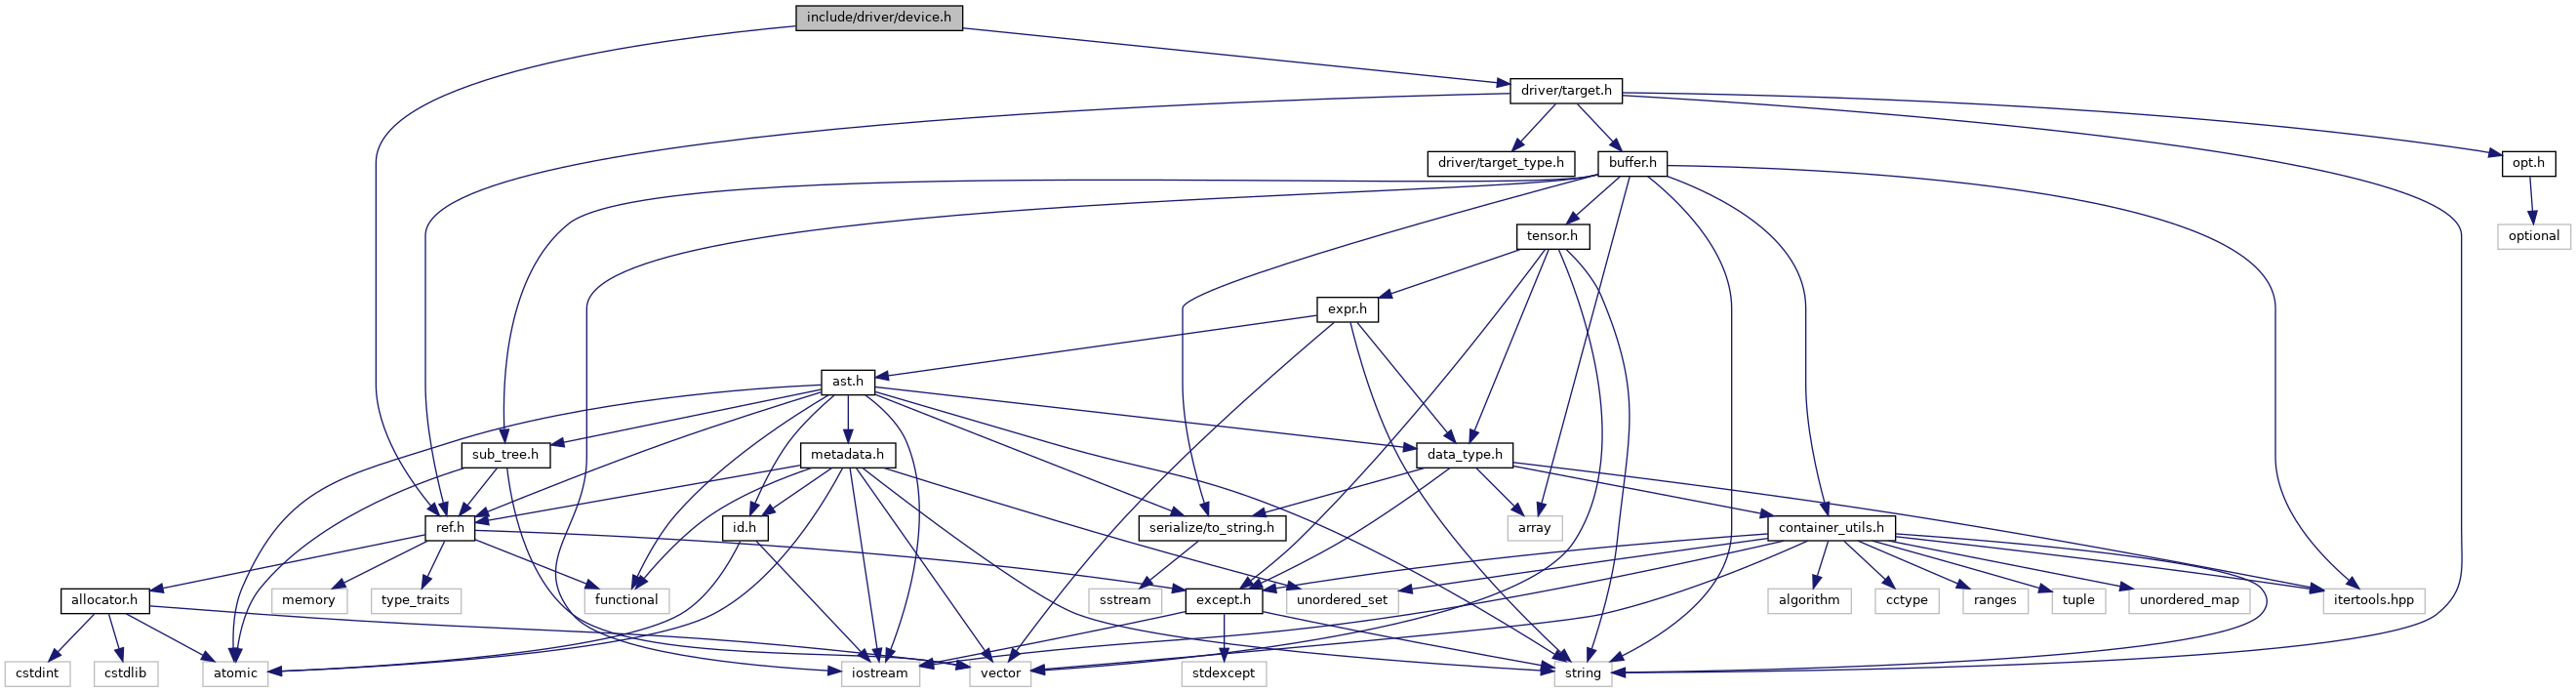 include/driver/device.h
driver/target.h
driver/target_type.h
buffer.h
opt.h
tensor.h
optional
expr.h
ast.h
sub_tree.h
metadata.h
data_type.h
ref.h
id.h
serialize/to_string.h
array
container_utils.h
allocator.h
memory
type_traits
functional
sstream
except.h
unordered_set
algorithm
cctype
ranges
tuple
unordered_map
itertools.hpp
cstdint
cstdlib
atomic
iostream
vector
stdexcept
string